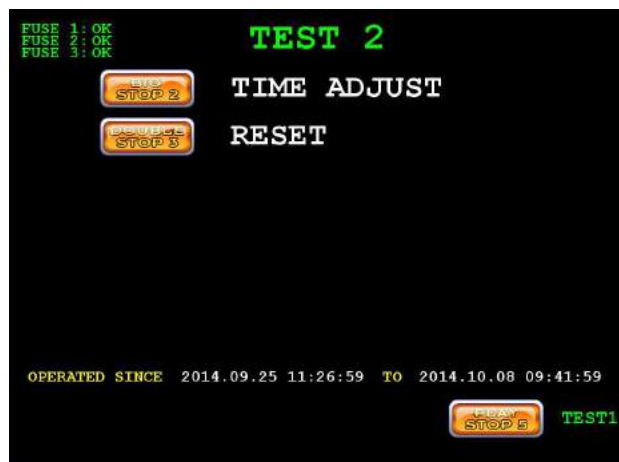 FUSE 1:OK
FUSE 2:OK
FUSE 3:OK
TEST 2
BID
STOP 2
TIME ADJUST
DOUBLE
STOP 3
RESET
OPERATED SINCE 2014.09.25 11:26:59 TO 2014.10.08 09:41:59
PLAY
STOP 5
TEST1